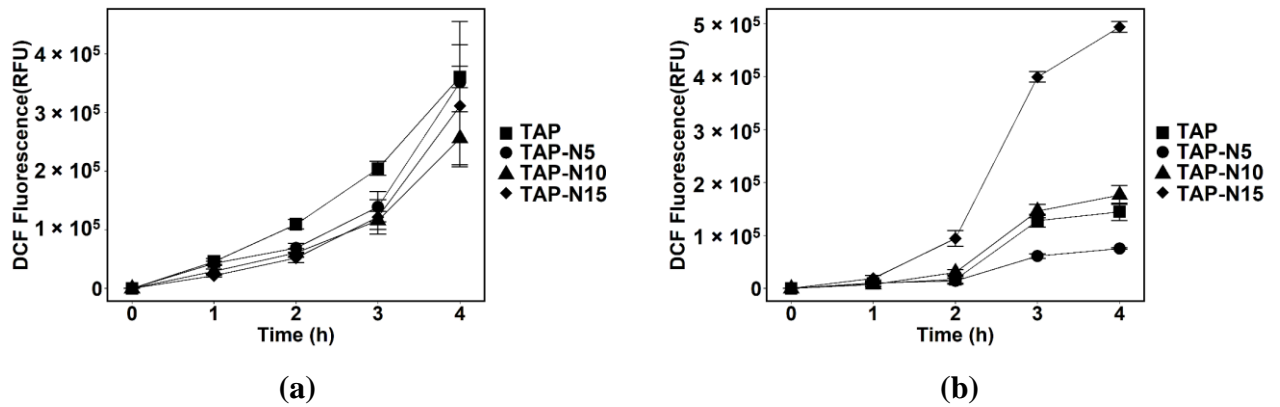 DCF Fluorescence(RFU)
4 × 10⁵
3 × 10⁵
2 × 10⁵
1 × 10⁵
0
0 1 2 3 4
Time (h)
TAP
TAP-N5
TAP-N10
TAP-N15
(a)
DCF Fluorescence(RFU)
5 × 10⁵
4 × 10⁵
3 × 10⁵
2 × 10⁵
1 × 10⁵
0
0 1 2 3 4
Time (h)
TAP
TAP-N5
TAP-N10
TAP-N15
(b)